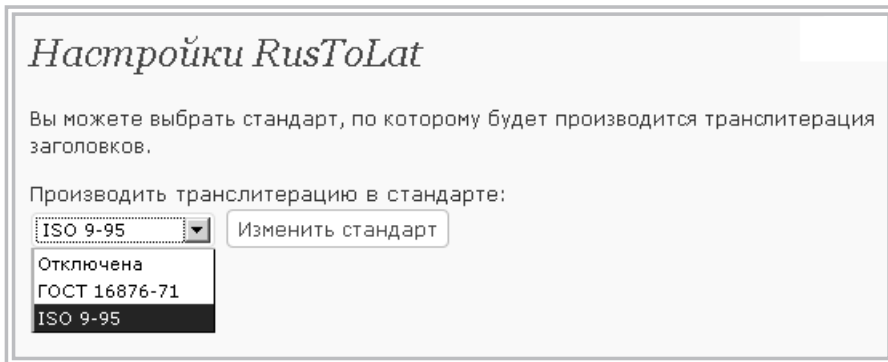 Настройки RusToLat
Вы можете выбрать стандарт, по которому будет производится транслитерация
заголовков.
Производить транслитерацию в стандарте:
ISO 9-95 Изменить стандарт
Отключена
ГОСТ 16876-71
ISO 9-95